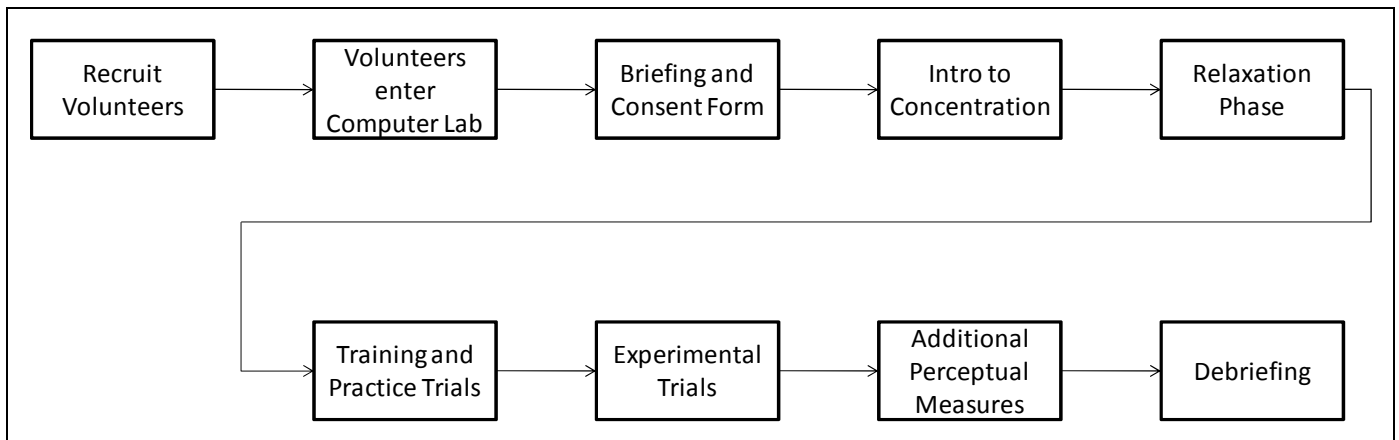 Recruit
Volunteers
Volunteers
enter
Computer Lab
Briefing and
Consent Form
Intro to
Concentration
Relaxation
Phase
Training and
Practice Trials
Experimental
Trials
Additional
Perceptual
Measures
Debriefing